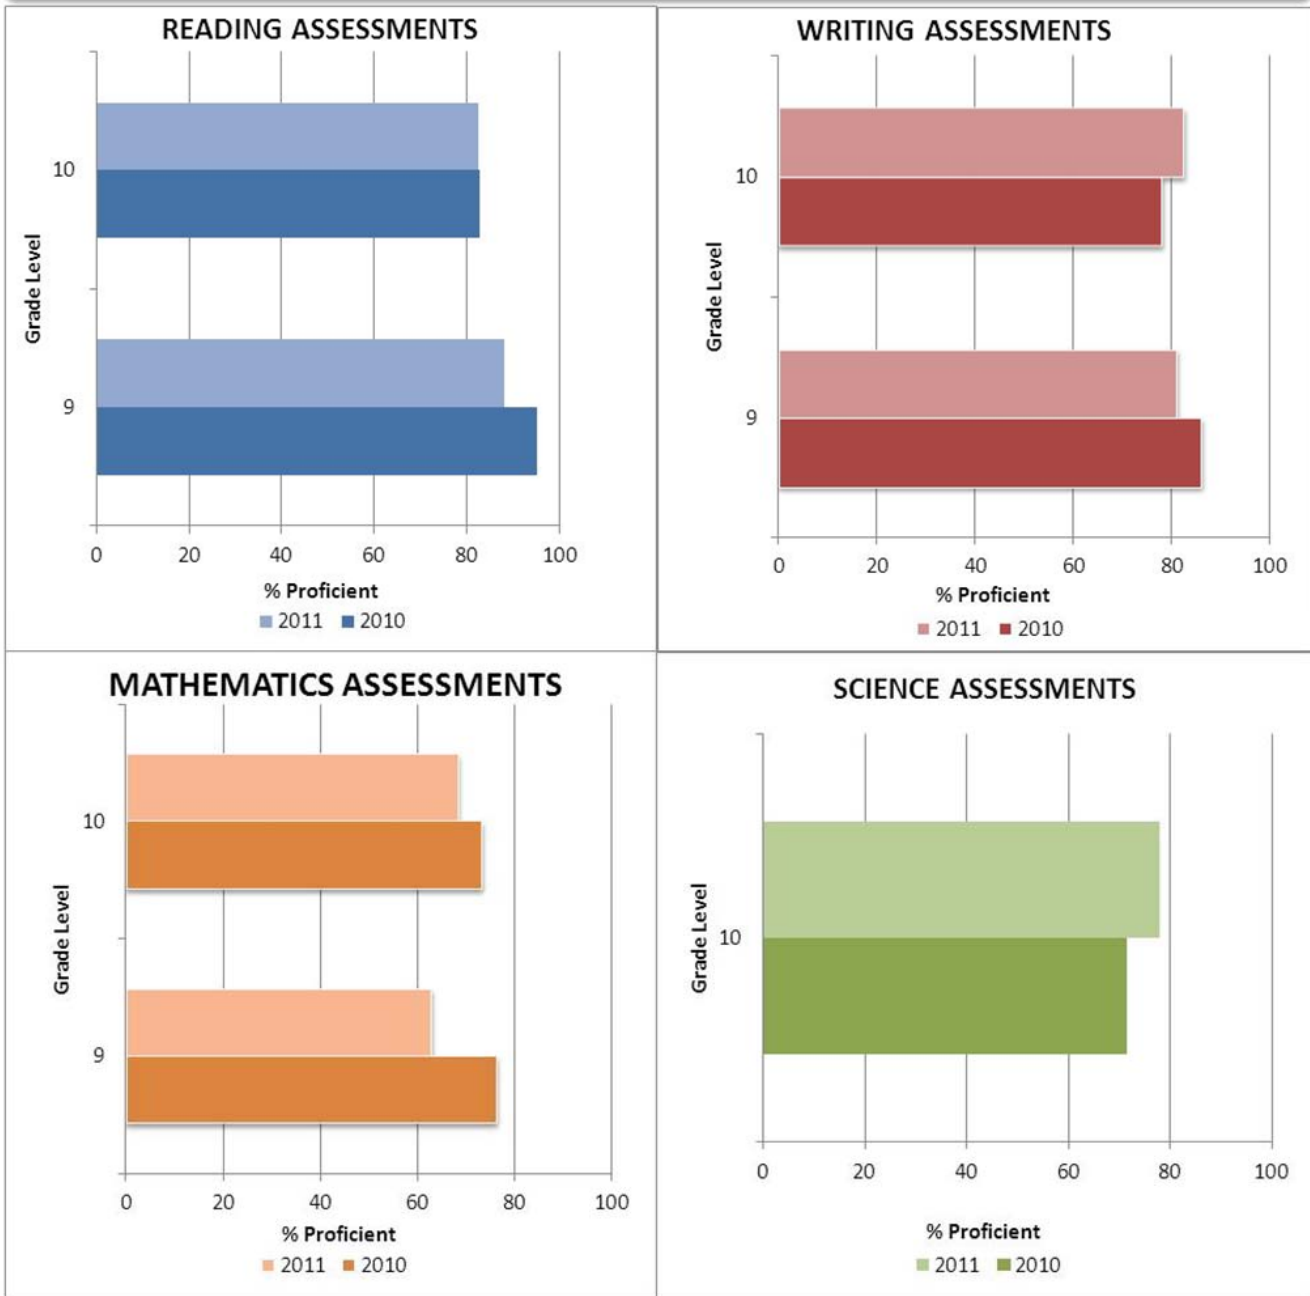 READING ASSESSMENTS
10
Grade Level
9
0 20 40 60 80 100
% Proficient
2011 2010
WRITING ASSESSMENTS
10
Grade Level
9
0 20 40 60 80 100
% Proficient
2011 2010
MATHEMATICS ASSESSMENTS
10
Grade Level
9
0 20 40 60 80 100
% Proficient
2011 2010
SCIENCE ASSESSMENTS
Grade Level
10
0 20 40 60 80 100
% Proficient
2011 2010